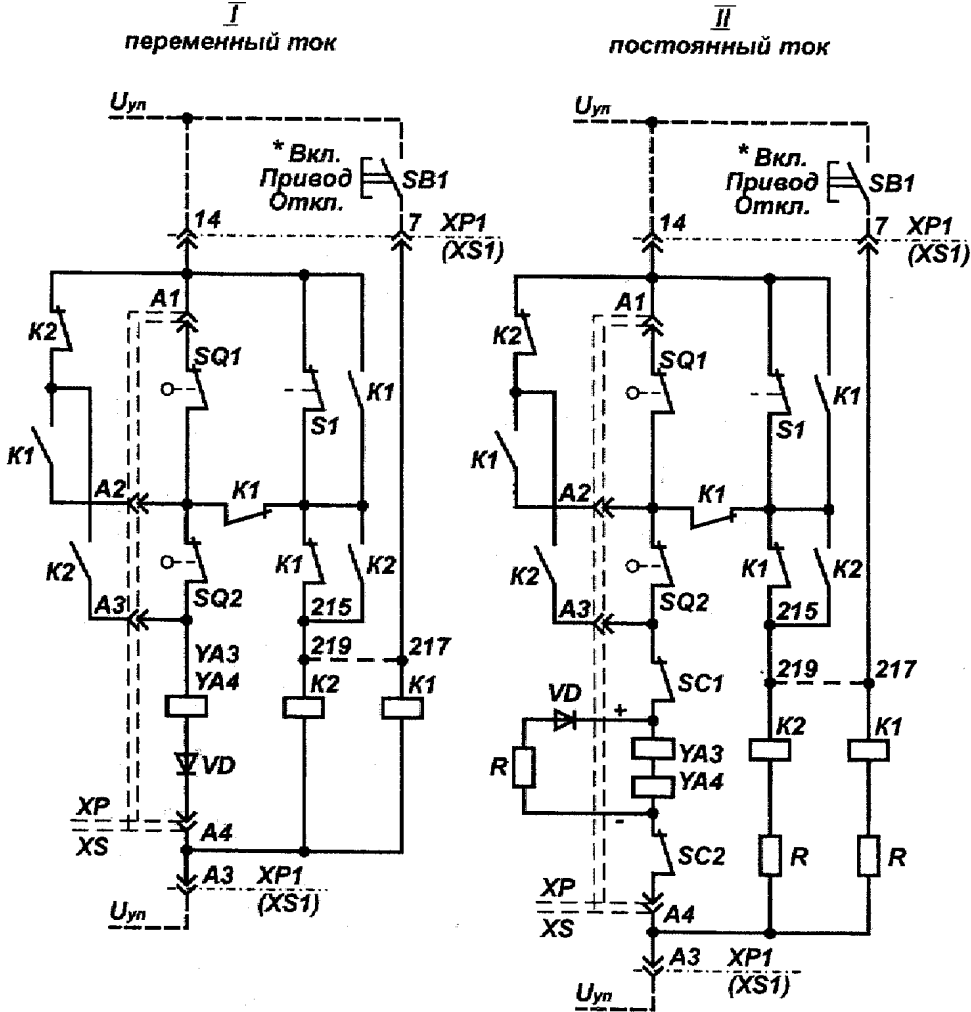 I
переменный ток
Uуп
* Вкл.
Привод
Откл.
SB1
14
7
XP1
(XS1)
A1
K2
SQ1
K1
S1
K1
A2
K1
K2
SQ2
K1
K2
A3
215
219
217
YA3
YA4
K2
K1
VD
XP
XS
A4
A3
XP1
(XS1)
Uуп
II
постоянный ток
Uуп
* Вкл.
Привод
Откл.
SB1
14
7
XP1
(XS1)
A1
K2
SQ1
K1
S1
K1
A2
K1
K2
SQ2
K1
K2
A3
215
219
217
SC1
VD
+
K2
K1
R
YA3
YA4
-
SC2
R
R
XP
XS
A4
A3
XP1
(XS1)
Uуп